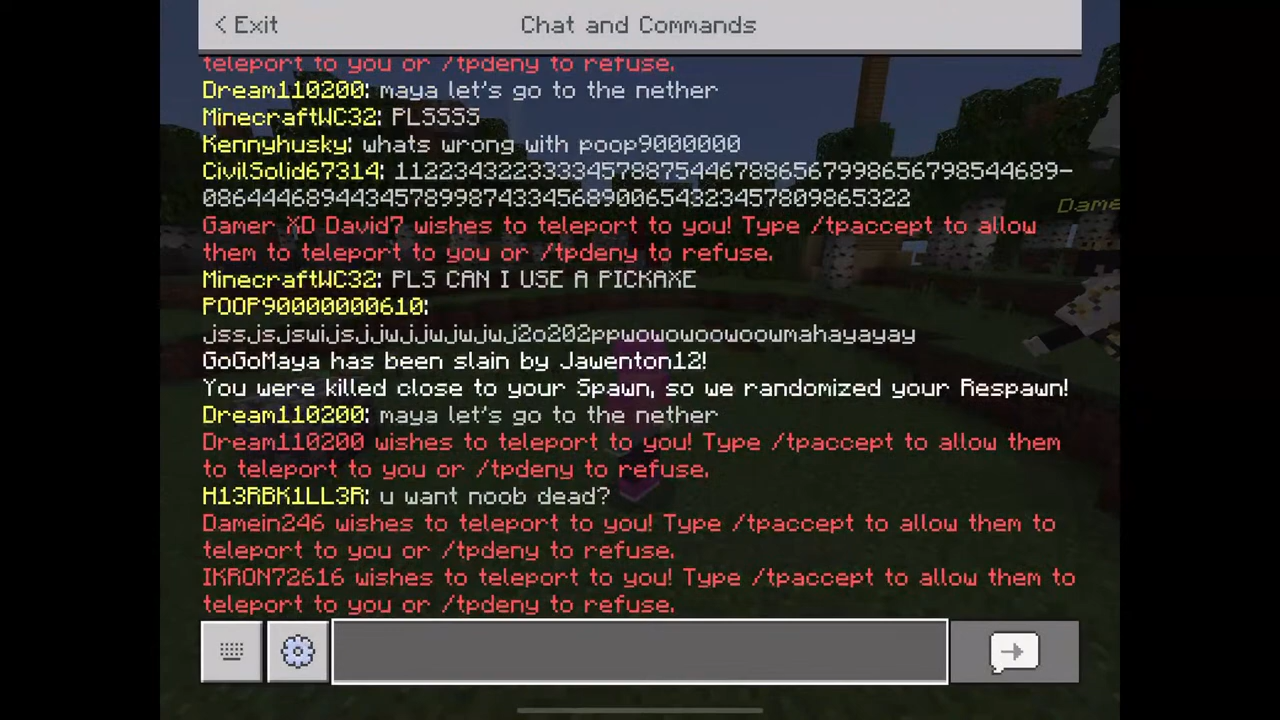 Exit
Chat and Commands
teleport to you or /tpdeny to refuse.
Dream110200: maya let's go to the nether
MinecraftWC32: PLSSSS
Kennyhusky: whats wrong with poop9000000
CivilSolid67314: 112234322333345788754467886567998656798544689-
0864446894434578998743345689006543234578098653​22
Gamer XD David7 wishes to teleport to you! Type /tpaccept to allow
them to teleport to you or /tpdeny to refuse.
MinecraftWC32: PLS CAN I USE A PICKAXE
POOP90000000610:
jssjsjswijsjjwjjwjwjwj2o202ppwowowoowoowmahayayay
GoGoMaya has been slain by Jawenton12!
You were killed close to your Spawn, so we randomized your Respawn!
Dream110200: maya let's go to the nether
Dream110200 wishes to teleport to you! Type /tpaccept to allow them
to teleport to you or /tpdeny to refuse.
H13RBK1LL3R: u want noob dead?
Damein246 wishes to teleport to you! Type /tpaccept to allow them to
teleport to you or /tpdeny to refuse.
IKRON72616 wishes to teleport to you! Type /tpaccept to allow them to
teleport to you or /tpdeny to refuse.
Dame